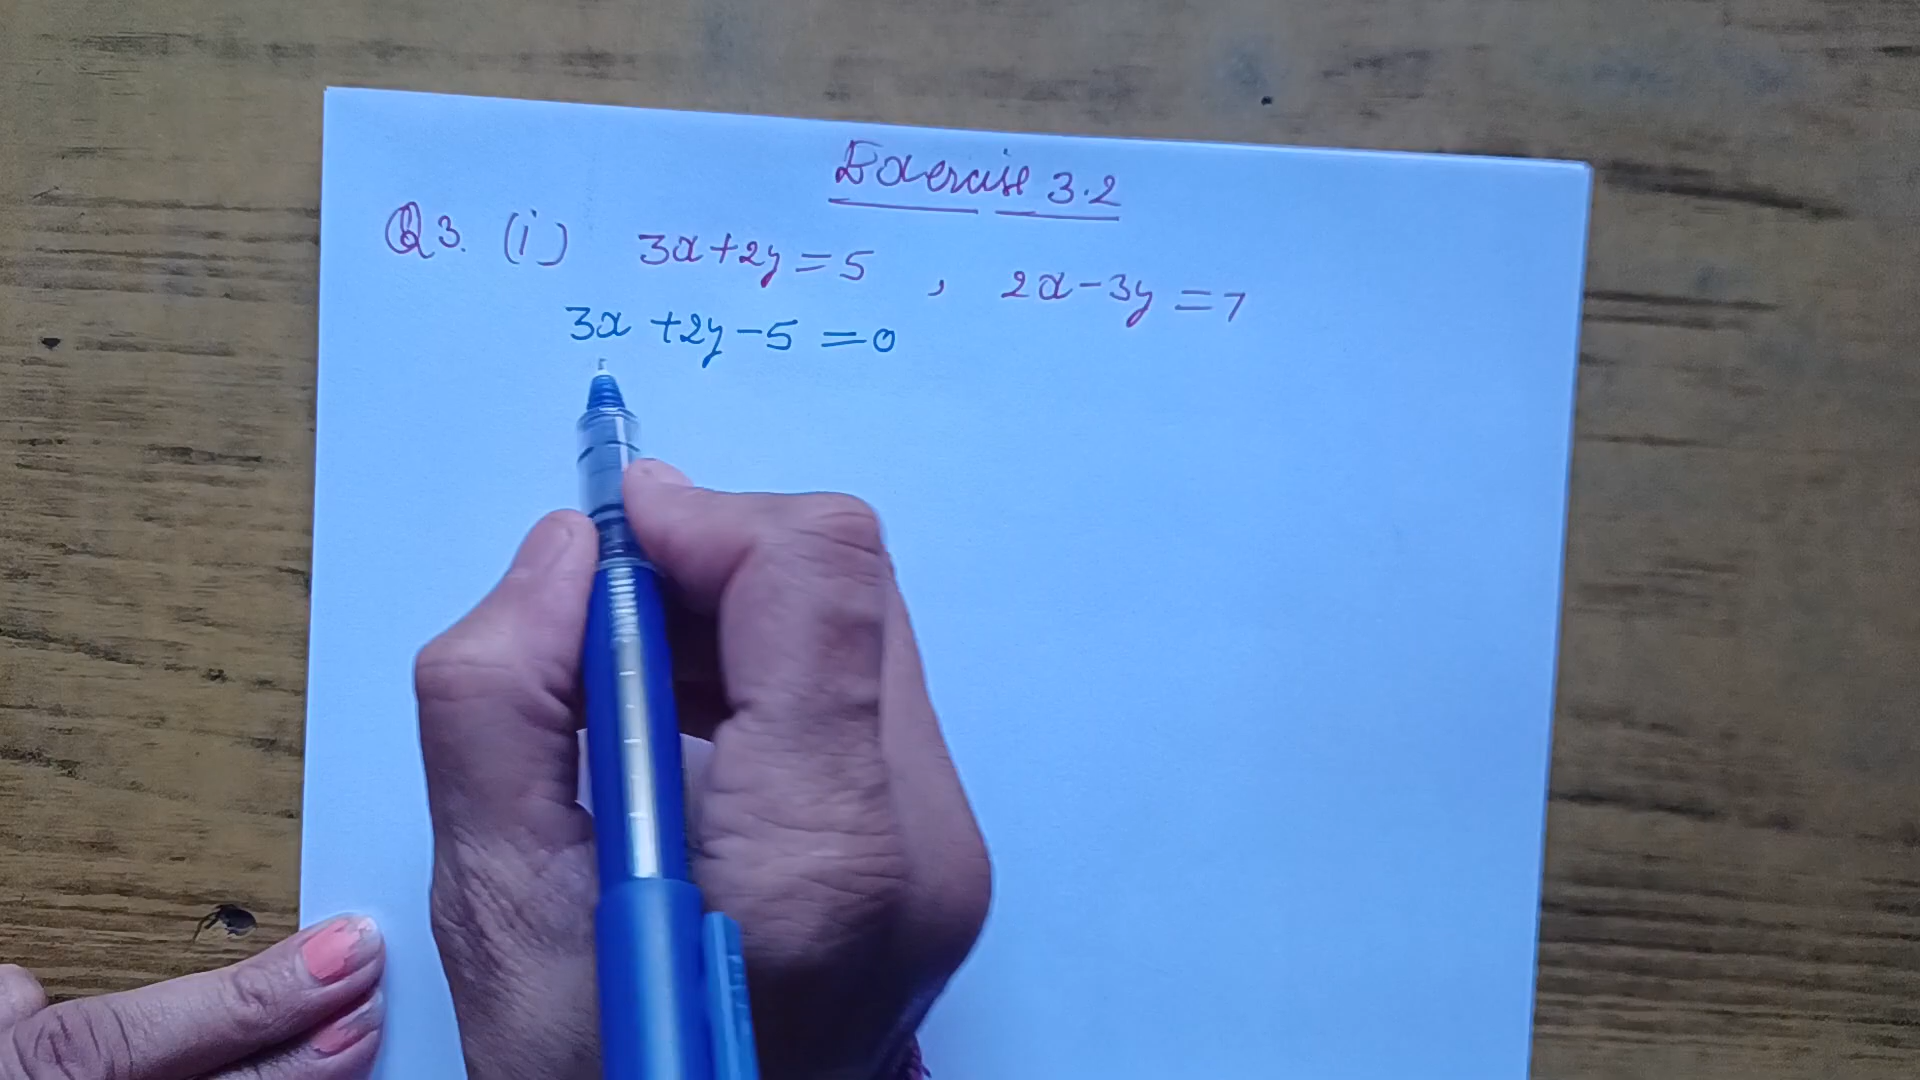 Exercise 3.2
Q3. (i) 3x+2y=5 , 2x-3y=7
3x+2y-5=0